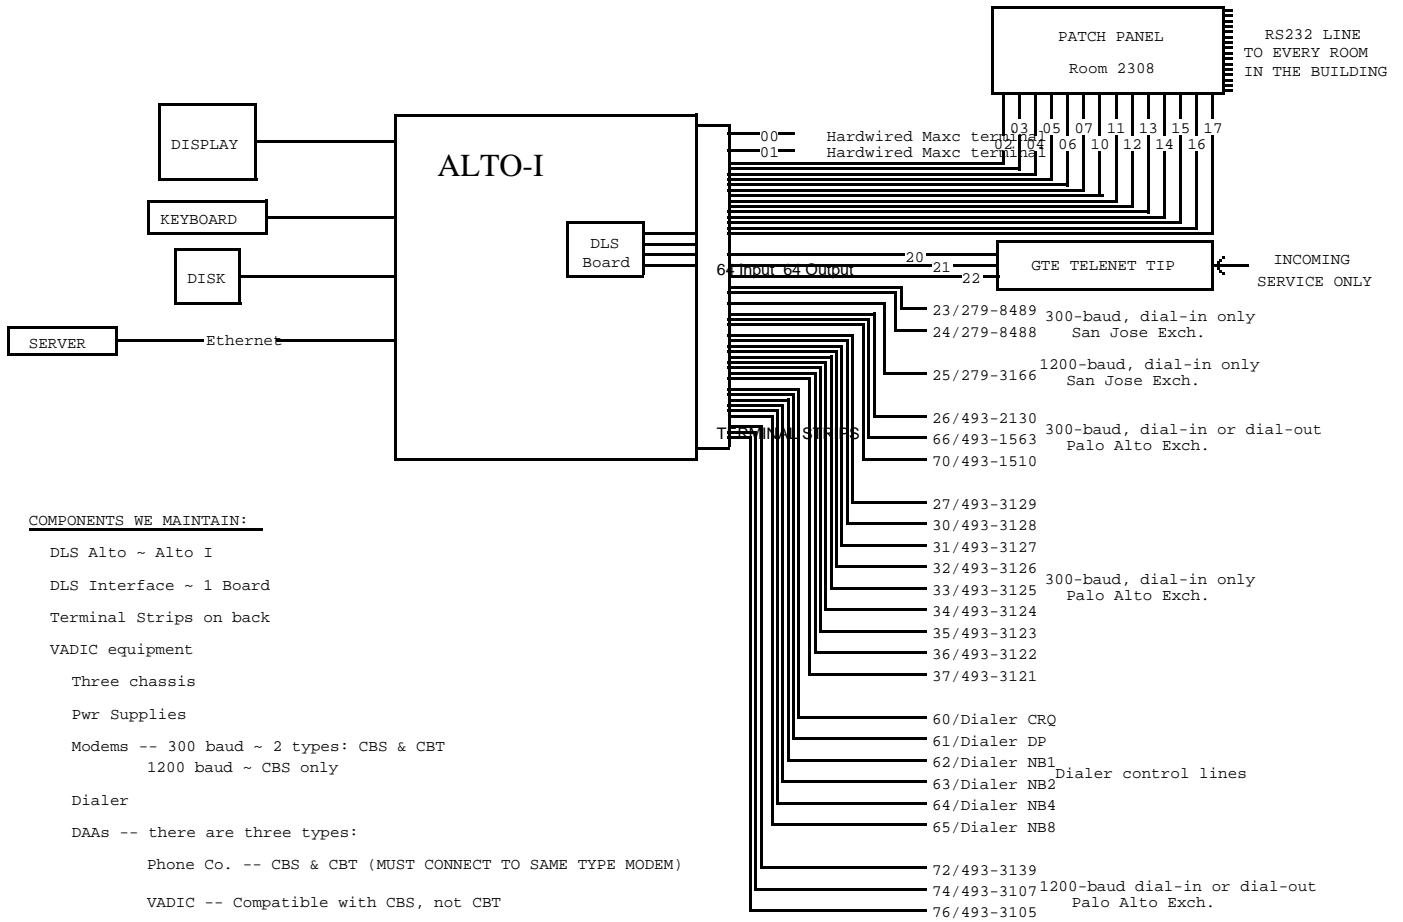 PATCH PANEL
Room 2308
RS232 LINE
TO EVERY ROOM
IN THE BUILDING
03 05 07 11 13 15 17
02 04 06 10 12 14 16
00 Hardwired Maxc terminal
01 Hardwired Maxc terminal
DISPLAY
ALTO-I
KEYBOARD
DLS
Board
DISK
SERVER
Ethernet
64 Input 64 Output
20
21
22
GTE TELENET TIP
INCOMING
SERVICE ONLY
23/279-8489
24/279-8488
300-baud, dial-in only
San Jose Exch.
25/279-3166
1200-baud, dial-in only
San Jose Exch.
26/493-2130
66/493-1563
70/493-1510
300-baud, dial-in or dial-out
Palo Alto Exch.
TERMINAL STRIPS
27/493-3129
30/493-3128
31/493-3127
32/493-3126
33/493-3125
34/493-3124
35/493-3123
36/493-3122
37/493-3121
300-baud, dial-in only
Palo Alto Exch.
60/Dialer CRQ
61/Dialer DP
62/Dialer NB1
63/Dialer NB2
64/Dialer NB4
65/Dialer NB8
Dialer control lines
72/493-3139
74/493-3107
76/493-3105
1200-baud dial-in or dial-out
Palo Alto Exch.
COMPONENTS WE MAINTAIN:
DLS Alto ~ Alto I
DLS Interface ~ 1 Board
Terminal Strips on back
VADIC equipment
Three chassis
Pwr Supplies
Modems -- 300 baud ~ 2 types: CBS & CBT
1200 baud ~ CBS only
Dialer
DAAs -- there are three types:
Phone Co. -- CBS & CBT (MUST CONNECT TO SAME TYPE MODEM)
VADIC -- Compatible with CBS, not CBT